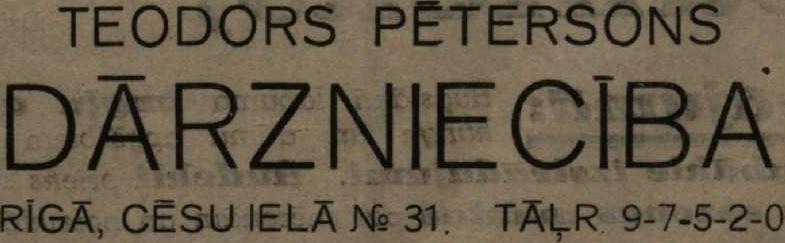 TEODORS PĒTERSONS
DĀRZNIECĪBA
RĪGĀ, CĒSU IELĀ № 31. TĀĻR. 9-7-5-2-0